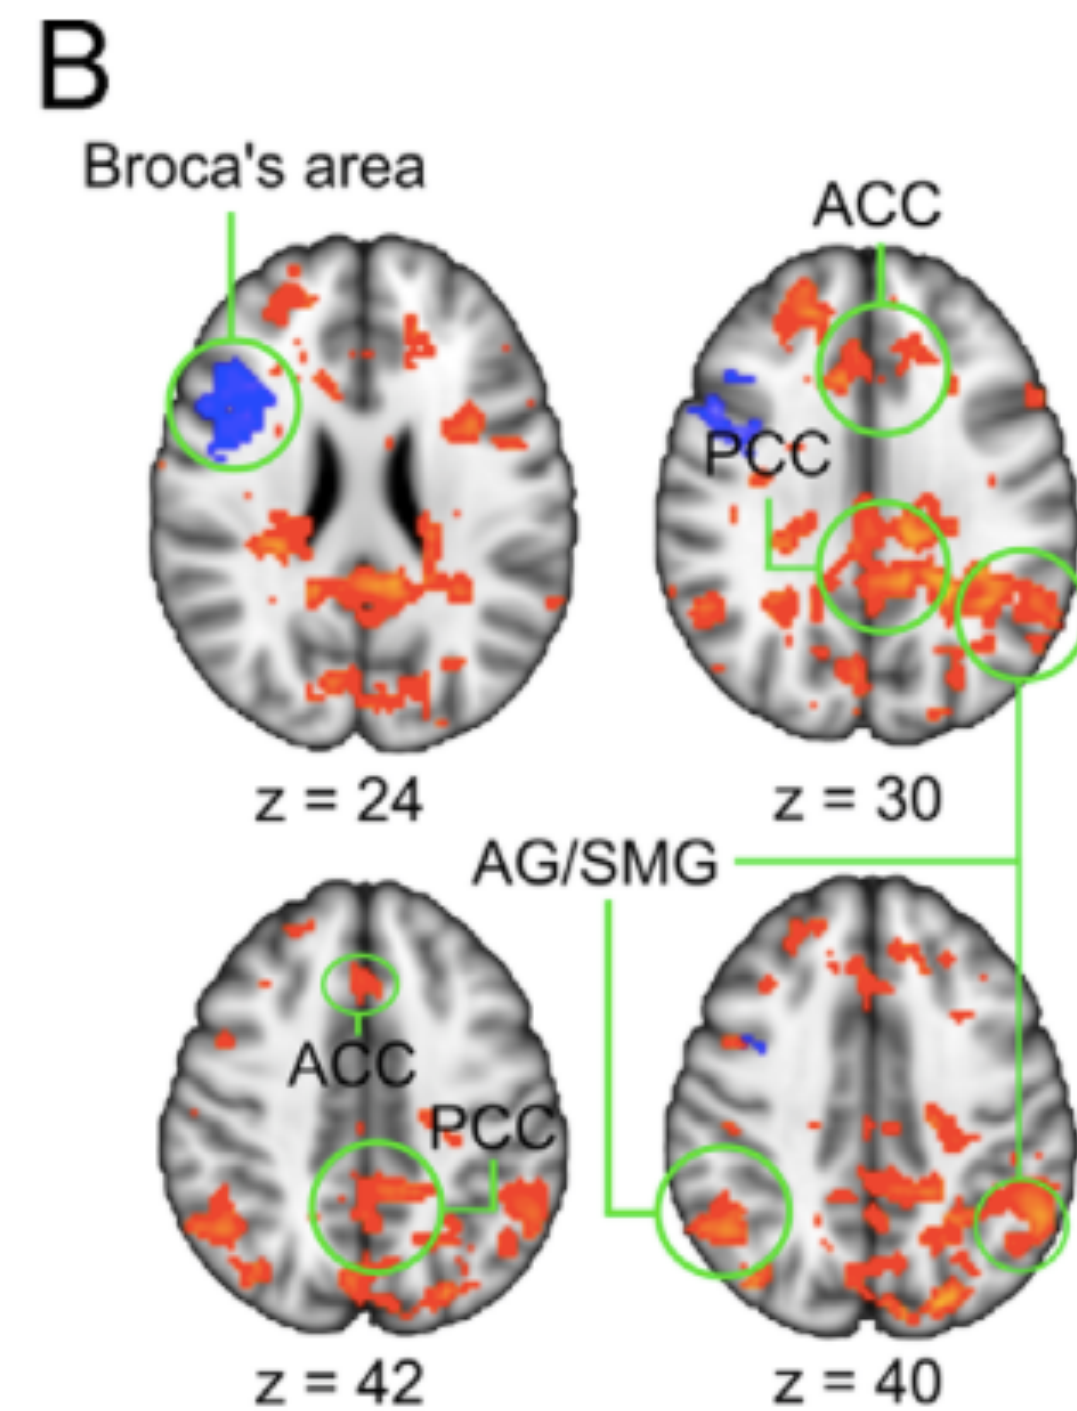 B
Broca's area
ACC
PCC
z = 24
z = 30
AG/SMG
ACC
PCC
z = 42
z = 40